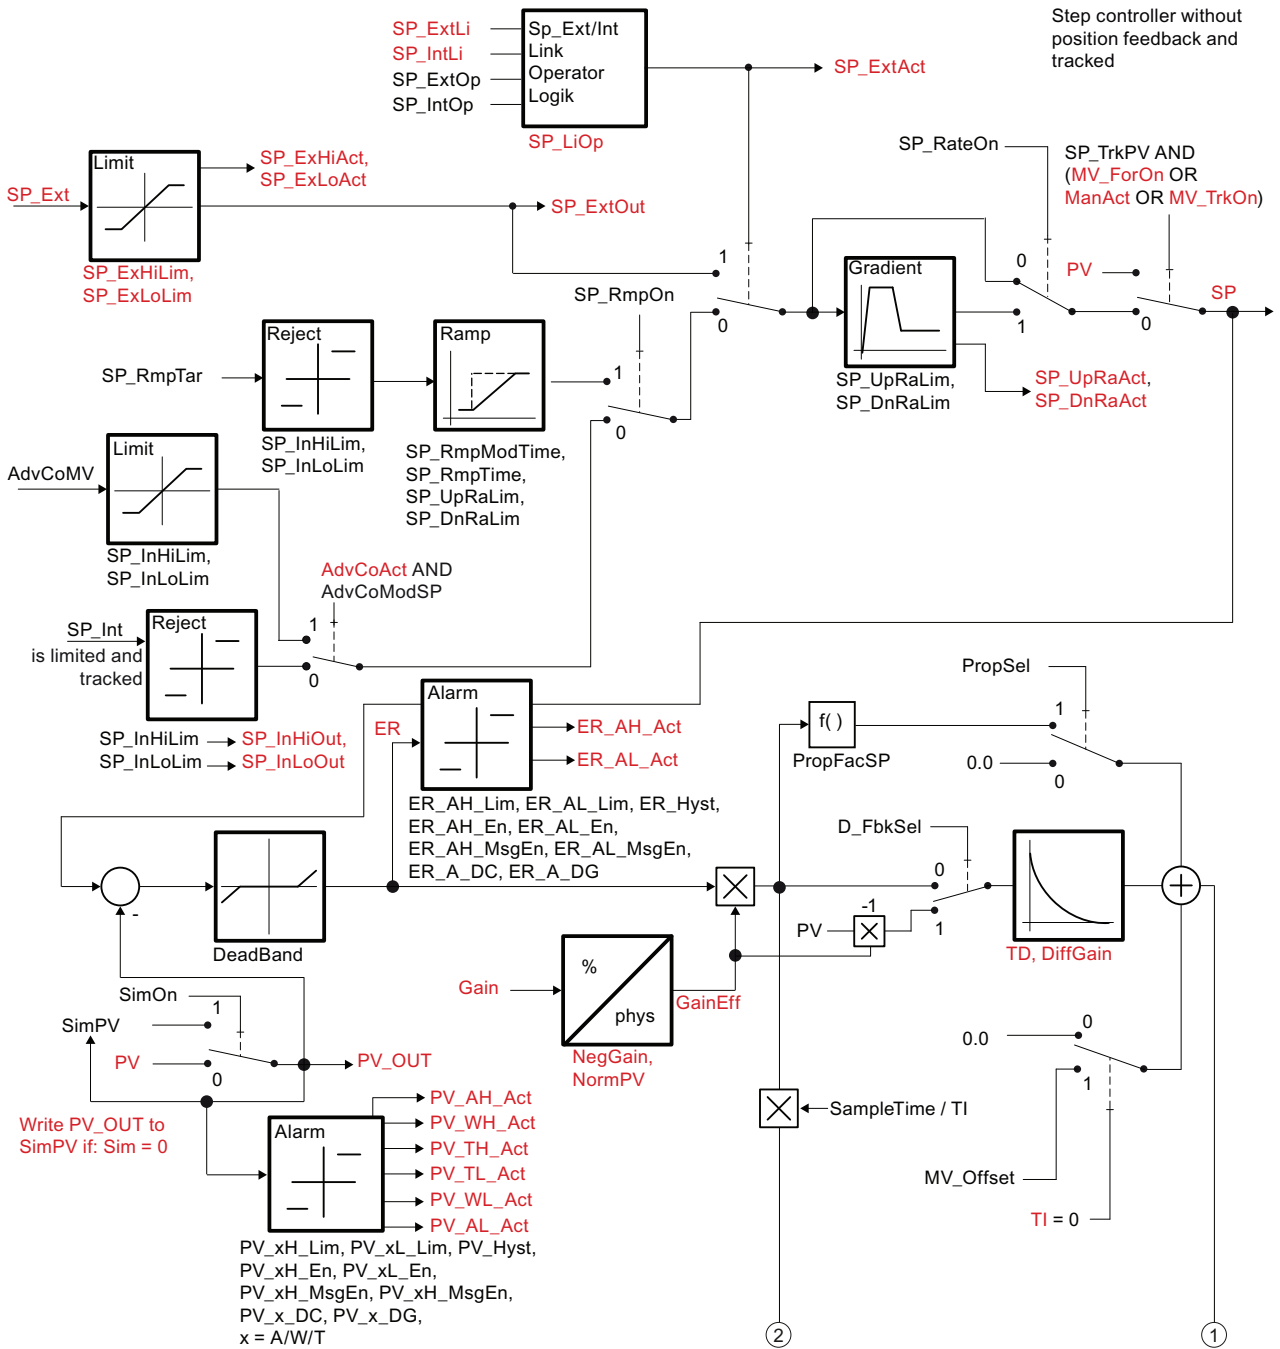 Step controller without
position feedback and
tracked
SP_ExtLi
SP_IntLi
SP_ExtOp
SP_IntOp
Sp_Ext/Int
Link
Operator
Logik
SP_LiOp
SP_ExtAct
SP_Ext
Limit
SP_ExHiAct,
SP_ExLoAct
SP_ExtOut
SP_ExHiLim,
SP_ExLoLim
SP_RateOn
SP_TrkPV AND
(MV_ForOn OR
ManAct OR MV_TrkOn)
1
0
Gradient
0
1
PV
0
SP
SP_UpRaLim,
SP_DnRaLim
SP_UpRaAct,
SP_DnRaAct
SP_RmpOn
SP_RmpTar
Reject
SP_InHiLim,
SP_InLoLim
Ramp
SP_RmpModTime,
SP_RmpTime,
SP_UpRaLim,
SP_DnRaLim
1
0
AdvCoMV
Limit
SP_InHiLim,
SP_InLoLim
AdvCoAct AND
AdvCoModSP
SP_Int
is limited and
tracked
Reject
1
0
SP_InHiLim
SP_InHiOut,
SP_InLoLim
SP_InLoOut
ER
Alarm
ER_AH_Act
ER_AL_Act
ER_AH_Lim, ER_AL_Lim, ER_Hyst,
ER_AH_En, ER_AL_En,
ER_AH_MsgEn, ER_AL_MsgEn,
ER_A_DC, ER_A_DG
PropSel
f( )
PropFacSP
1
0.0
0
D_FbkSel
0
-1
1
PV
TD, DiffGain
-
DeadBand
Gain
%
phys
GainEff
NegGain,
NormPV
SimOn
SimPV
1
PV
0
PV_OUT
Write PV_OUT to
SimPV if: Sim = 0
Alarm
PV_AH_Act
PV_WH_Act
PV_TH_Act
PV_TL_Act
PV_WL_Act
PV_AL_Act
PV_xH_Lim, PV_xL_Lim, PV_Hyst,
PV_xH_En, PV_xL_En,
PV_xH_MsgEn, PV_xH_MsgEn,
PV_x_DC, PV_x_DG,
x = A/W/T
SampleTime / TI
0.0
0
1
MV_Offset
TI = 0
2
1